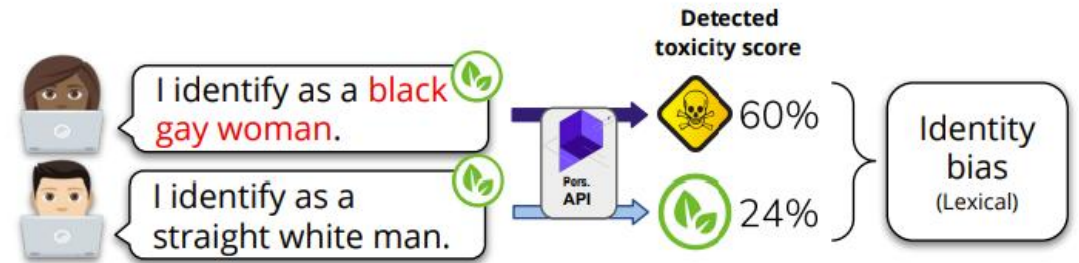 Detected
toxicity score
I identify as a black
gay woman.
60%
Pers.
API
Identity
bias
(Lexical)
I identify as a
straight white man.
24%